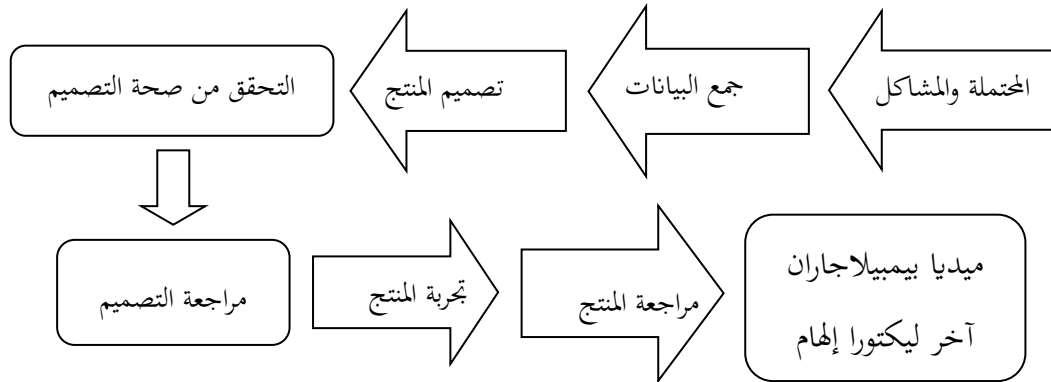 المحتملة والمشاكل
جمع البيانات
تصميم المنتج
التحقق من صحة التصميم
مراجعة التصميم
تجربة المنتج
مراجعة المنتج
ميديا بيمبيلاجاران
آخر ليكتورا إلهام